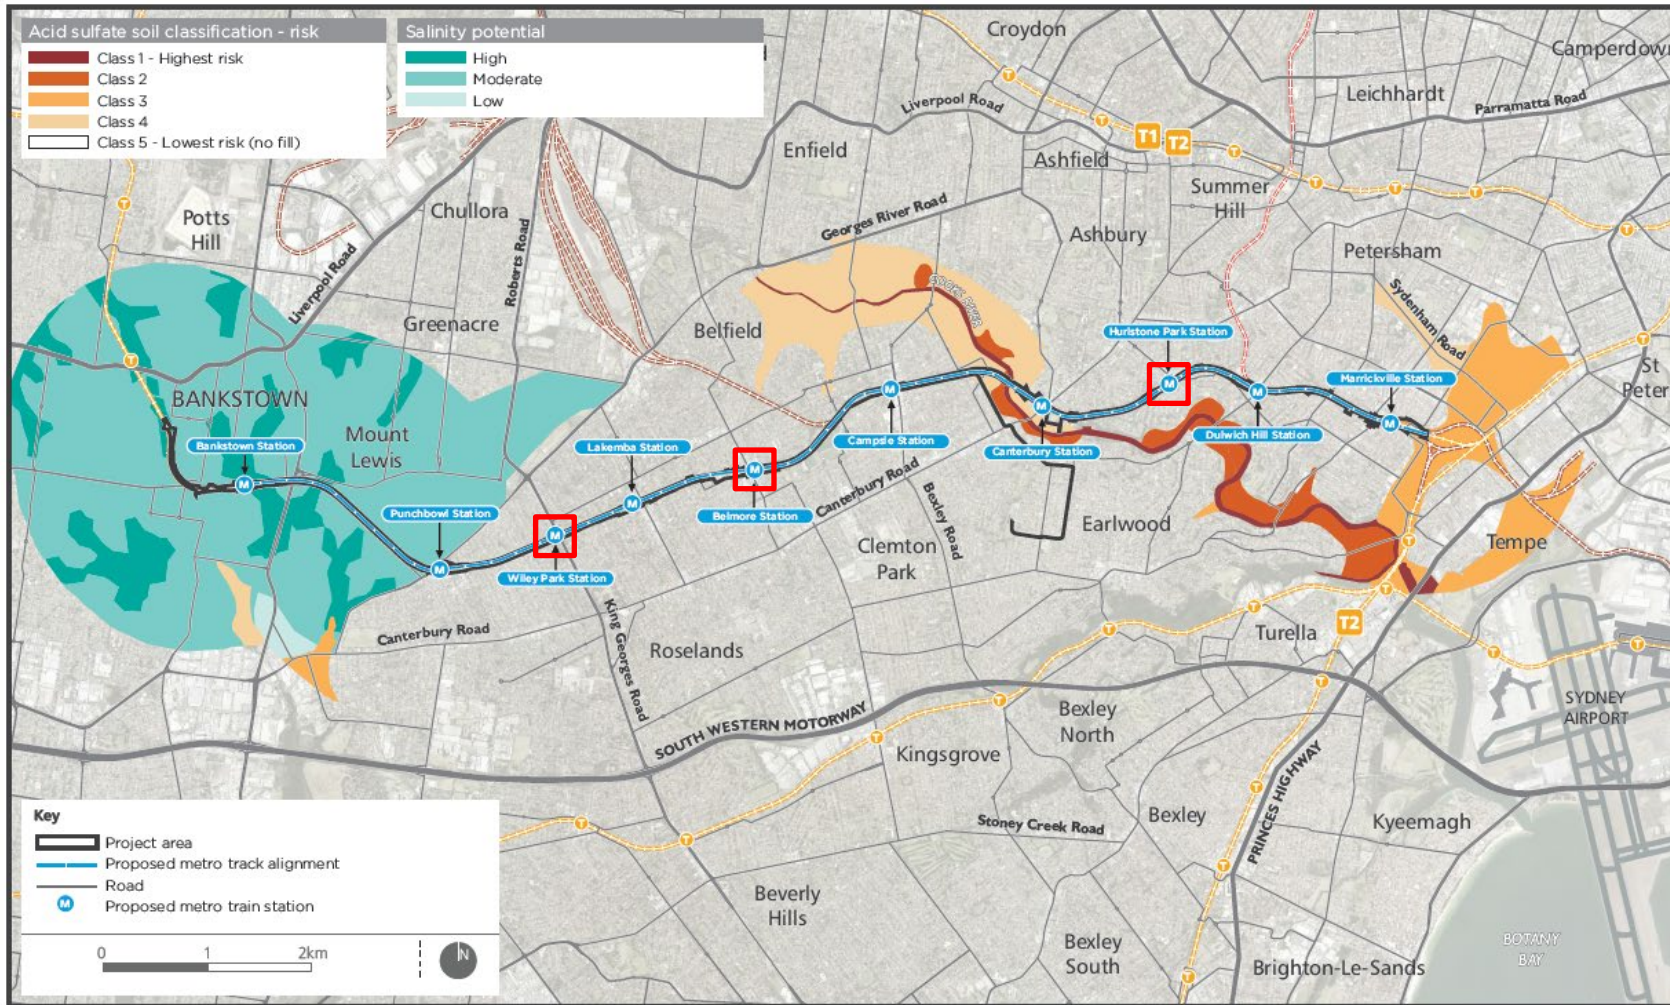 Acid sulfate soil classification - risk
Class 1 - Highest risk
Class 2
Class 3
Class 4
Class 5 - Lowest risk (no fill)
Salinity potential
High
Moderate
Low
Croydon
Camperdown
Leichhardt
Parramatta Road
Liverpool Road
T1
T2
Enfield
Ashfield
Summer
Hill
Potts
Hill
Chullora
Roberts Road
Georges River Road
Ashbury
Petersham
Liverpool Road
Greenacre
Belfield
COOKS RIVER
Sydenham Road
Hurlstone Park Station
St
Peter
Marrickville Station
BANKSTOWN
Mount
Lewis
Bankstown Station
Lakemba Station
Campsie Station
Canterbury Station
Dulwich Hill Station
Punchbowl Station
Belmore Station
Canterbury Road
Bexley Road
Earlwood
Clemton
Park
Tempe
Wiley Park Station
King Georges Road
Canterbury Road
Roselands
T2
Turella
SOUTH WESTERN MOTORWAY
Bexley
North
Kingsgrove
SYDNEY
AIRPORT
PRINCES HIGHWAY
Stoney Creek Road
Bexley
Kyeemagh
Beverly
Hills
Bexley
South
Brighton-Le-Sands
BOTANY
BAY
Key
Project area
Proposed metro track alignment
Road
M
Proposed metro train station
0
1
2km
N